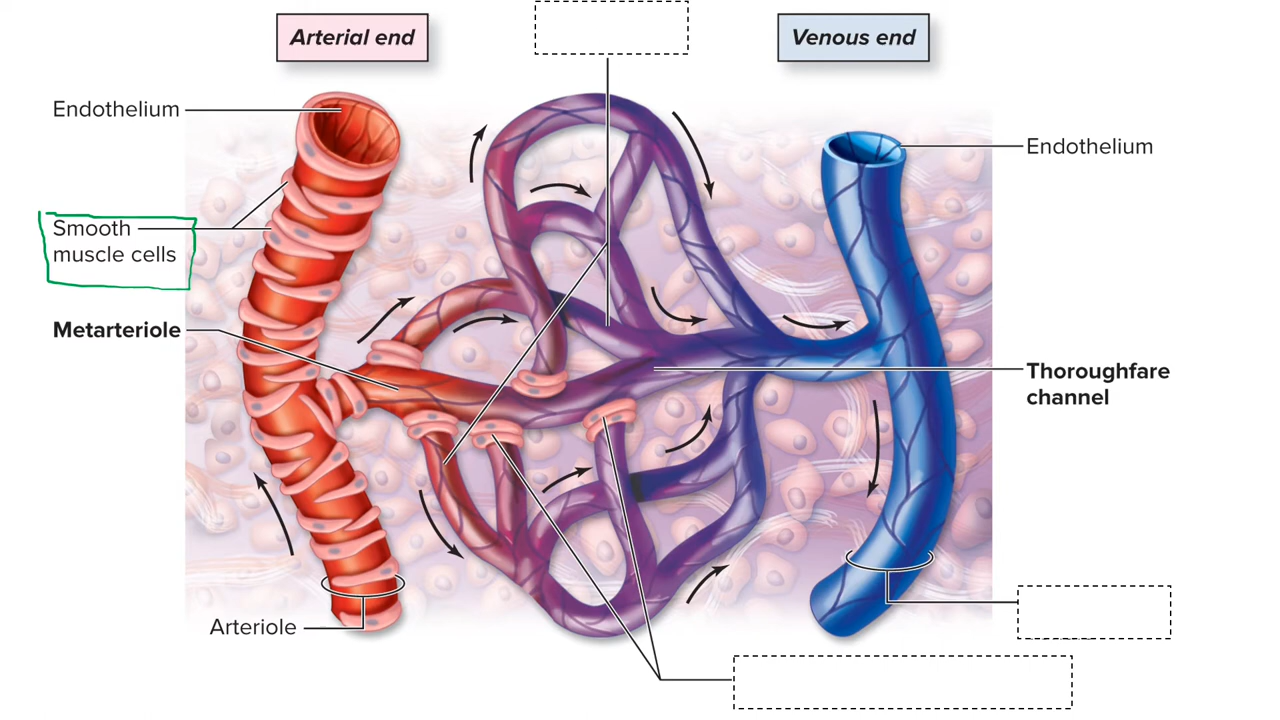 Arterial end
Venous end
Endothelium
Endothelium
Smooth
muscle cells
Metarteriole
Thoroughfare
channel
Arteriole